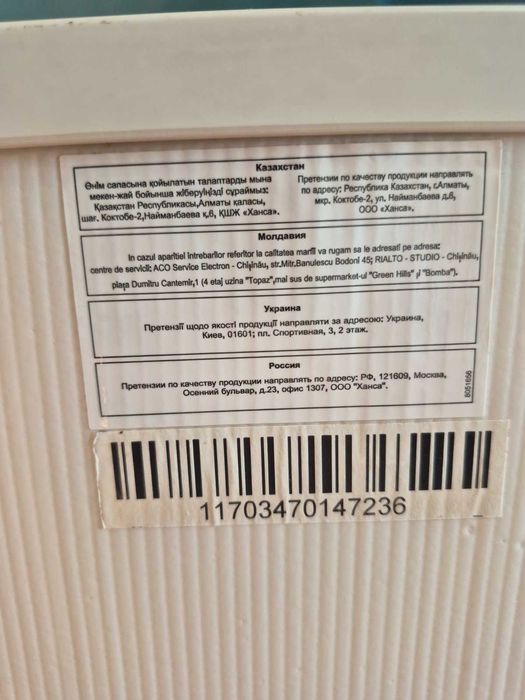 Казахстан
Өнім сапасына қойылатын талаптарды мына
мекен-жай бойынша жіберуіңізді сұраймыз:
Қазақстан Республикасы,Алматы қаласы,
шағ. Коктобе-2,Найманбаева қ.6, ҚШЖ «Ханса».
Претензии по качеству продукции направлять
по адресу: Республика Казахстан, г.Алматы,
мкр. Коктобе-2, ул. Найманбаева д.6,
ООО «Ханса».
Молдавия
In cazul aparitiei intrebarilor referitor la calitatea marfii va rugam sa le adresati pe adresa:
centre de servicii: ACO Service Electron - Chişinău, str.Mitr.Banulescu Bodoni 45; RIALTO - STUDIO - Chişinău,
piaţa Dumitru Cantemir,1 (4 etaj uzina "Topaz",mai sus de supermarket-ul "Green Hills" şi "Bomba").
Украина
Претензії щодо якості продукції направляти за адресою: Украина,
Киев, 01601; пл. Спортивная, 3, 2 этаж.
Россия
Претензии по качеству продукции направлять по адресу: РФ, 121609, Москва,
Осенний бульвар, д.23, офис 1307, ООО "Ханса".
8051656
11703470147236